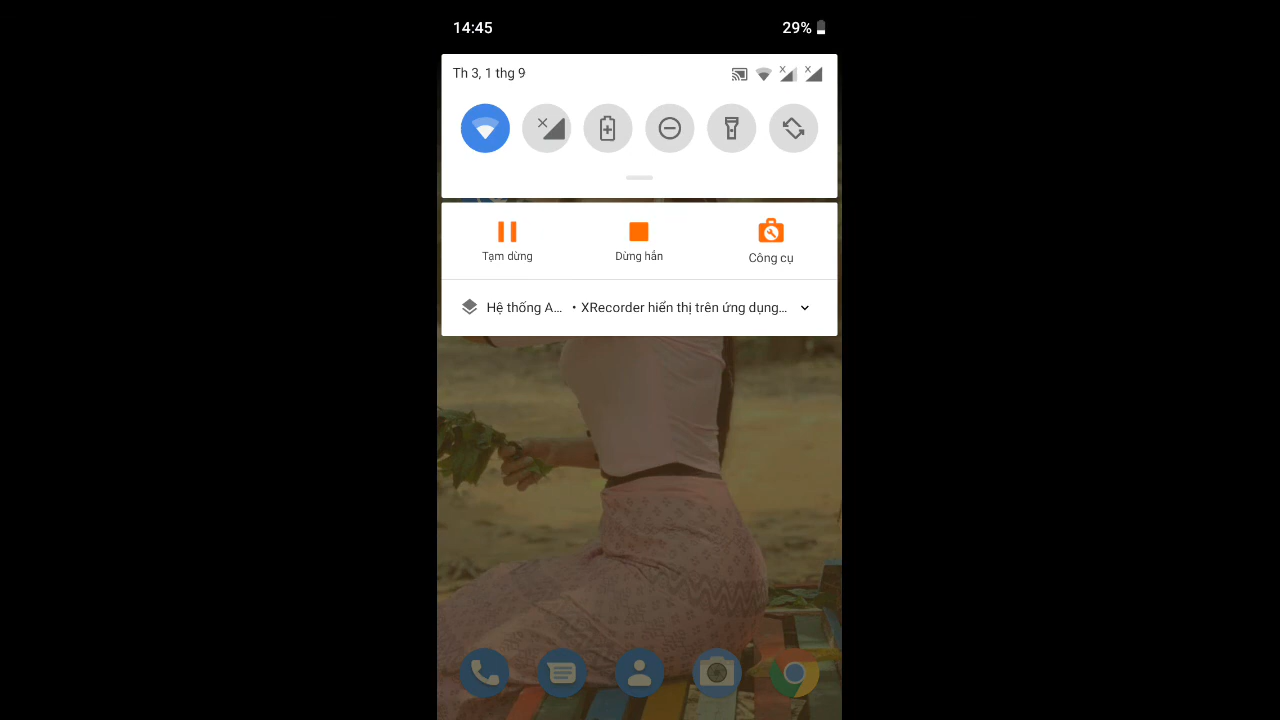 14:45
29%
Th 3, 1 thg 9
Tạm dừng
Dừng hẳn
Công cụ
Hệ thống A... • XRecorder hiển thị trên ứng dụng...